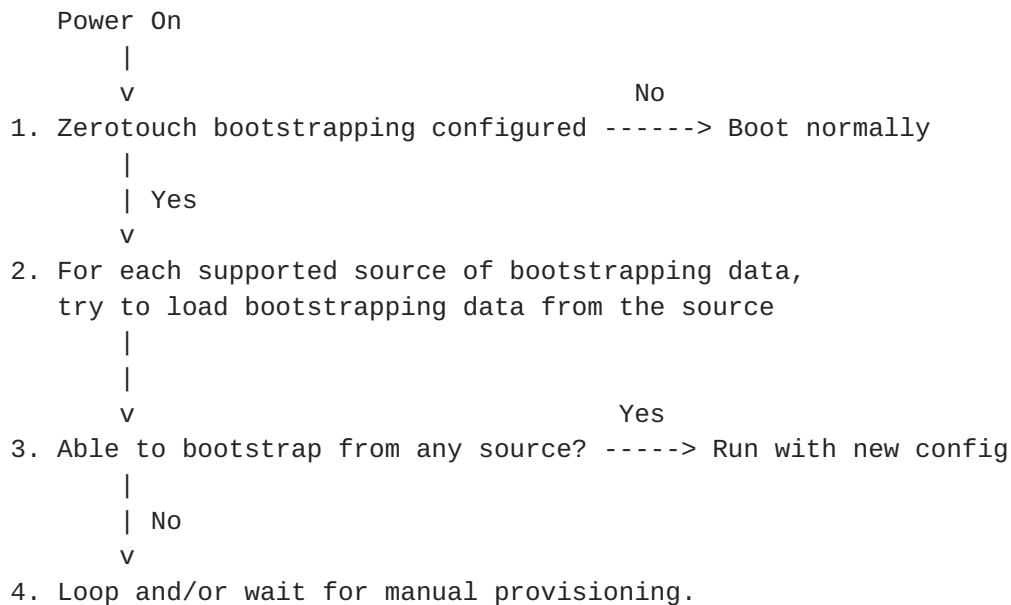 Power On
|
v No
1. Zerotouch bootstrapping configured ------> Boot normally
|
| Yes
v
2. For each supported source of bootstrapping data,
try to load bootstrapping data from the source
|
|
v Yes
3. Able to bootstrap from any source? -----> Run with new config
|
| No
v
4. Loop and/or wait for manual provisioning.